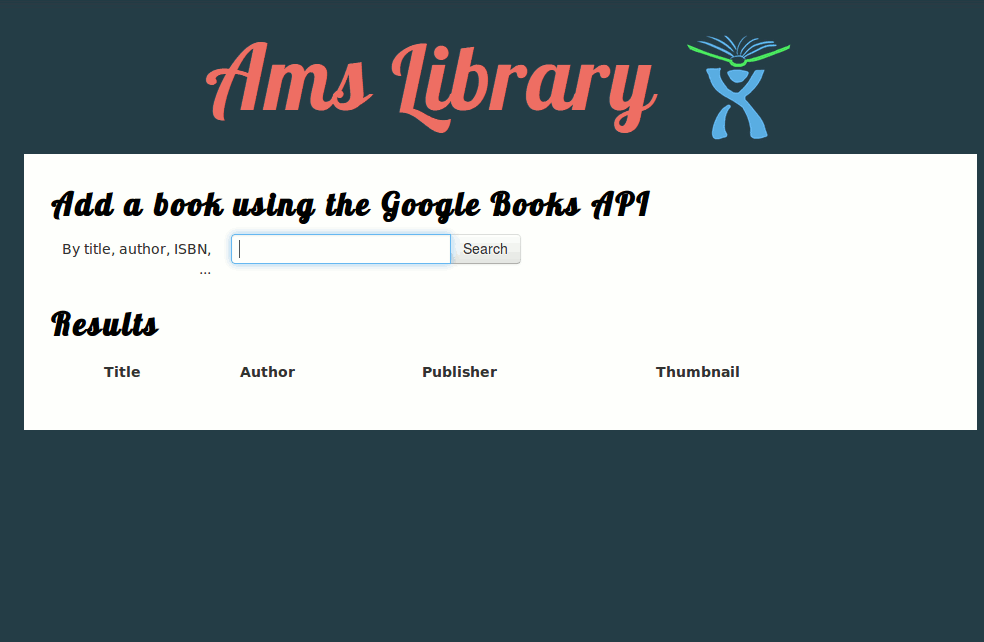 Ams Library
Add a book using the Google Books API
By title, author, ISBN,
...
Search
Results
Title Author Publisher Thumbnail